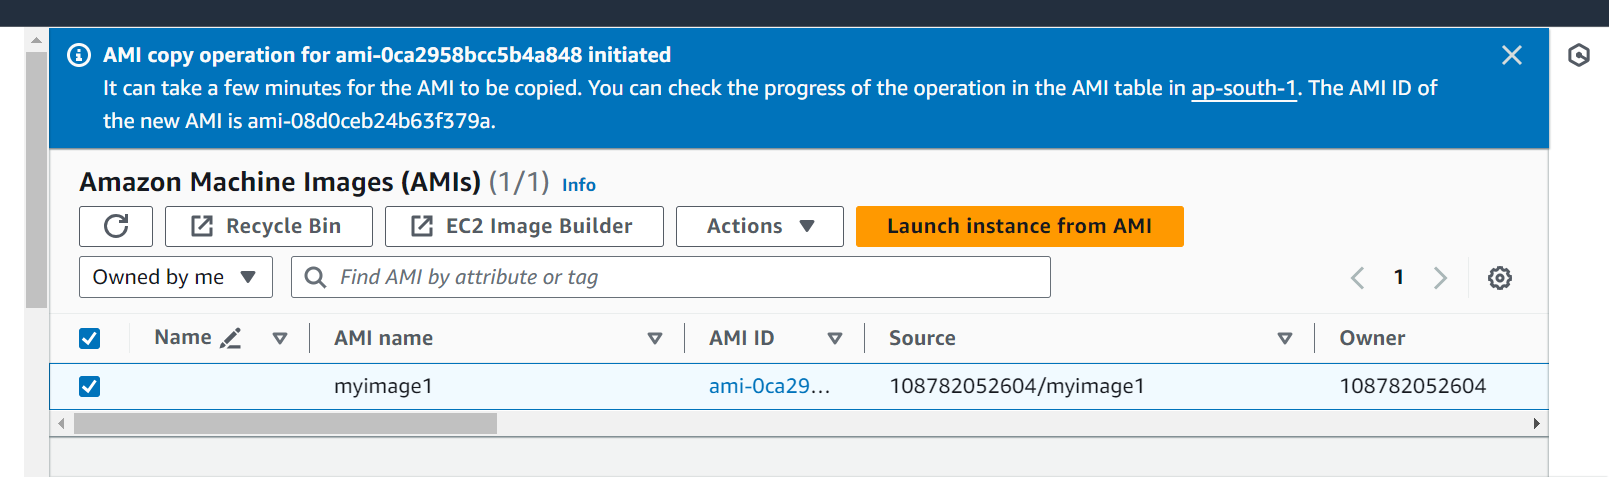 AMI copy operation for ami-0ca2958bcc5b4a848 initiated
It can take a few minutes for the AMI to be copied. You can check the progress of the operation in the AMI table in ap-south-1. The AMI ID of
the new AMI is ami-08d0ceb24b63f379a.
Amazon Machine Images (AMIs) (1/1) Info
Recycle Bin EC2 Image Builder Actions Launch instance from AMI
Owned by me Find AMI by attribute or tag 1
Name AMI name AMI ID Source Owner
myimage1 ami-0ca29... 108782052604/myimage1 108782052604